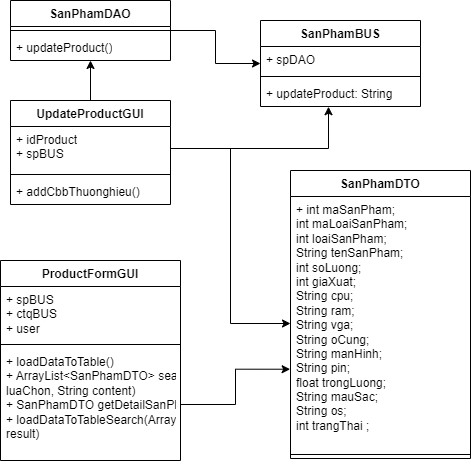 SanPhamDAO
+ updateProduct()
SanPhamBUS
+ spDAO
+ updateProduct: String
UpdateProductGUI
+ idProduct
+ spBUS
+ addCbbThuonghieu()
SanPhamDTO
+ int maSanPham;
int maLoaiSanPham;
int loaiSanPham;
String tenSanPham;
int soLuong;
int giaXuat;
String cpu;
String ram;
String vga;
String oCung;
String manHinh;
String pin;
float trongLuong;
String mauSac;
String os;
int trangThai ;
ProductFormGUI
+ spBUS
+ ctqBUS
+ user
+ loadDataToTable()
+ ArrayList<SanPhamDTO> sea
luaChon, String content)
+ SanPhamDTO getDetailSanP
+ loadDataToTableSearch(Array
result)